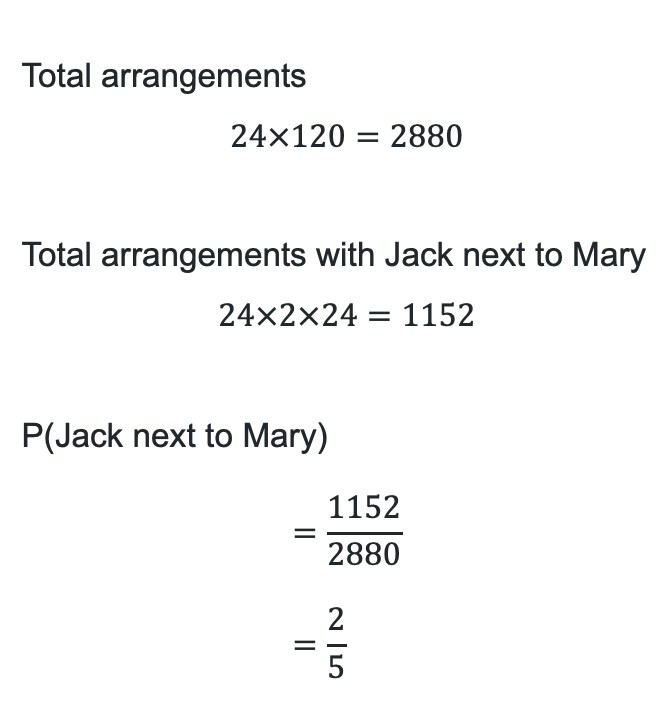 Total arrangements
24×120 = 2880
Total arrangements with Jack next to Mary
24×2×24 = 1152
P(Jack next to Mary)
= 1152/2880
= 2/5